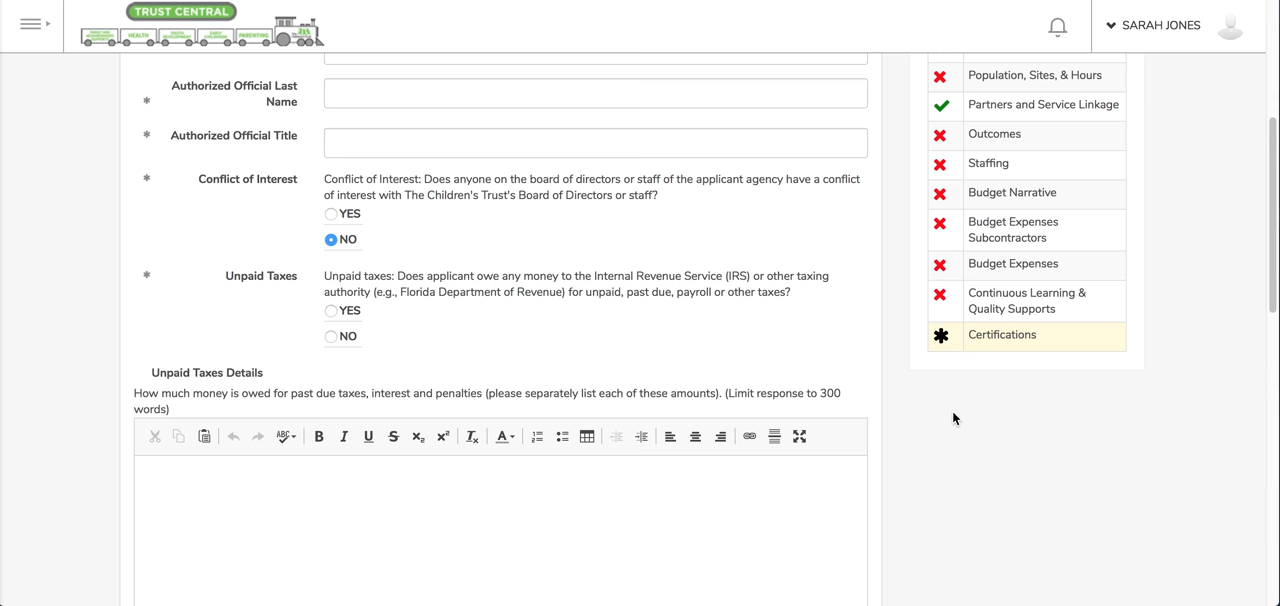 TRUST CENTRAL
HEALTH
PARENTING
SARAH JONES
Authorized Official Last
Name
*
Authorized Official Title
*
* Conflict of Interest
Conflict of Interest: Does anyone on the board of directors or staff of the applicant agency have a conflict
of interest with The Children's Trust's Board of Directors or staff?
YES
NO
* Unpaid Taxes
Unpaid taxes: Does applicant owe any money to the Internal Revenue Service (IRS) or other taxing
authority (e.g., Florida Department of Revenue) for unpaid, past due, payroll or other taxes?
YES
NO
Unpaid Taxes Details
How much money is owed for past due taxes, interest and penalties (please separately list each of these amounts). (Limit response to 300
words)
ABC B I U S x₂ x² Tx A
Population, Sites, & Hours
Partners and Service Linkage
Outcomes
Staffing
Budget Narrative
Budget Expenses
Subcontractors
Budget Expenses
Continuous Learning &
Quality Supports
Certifications